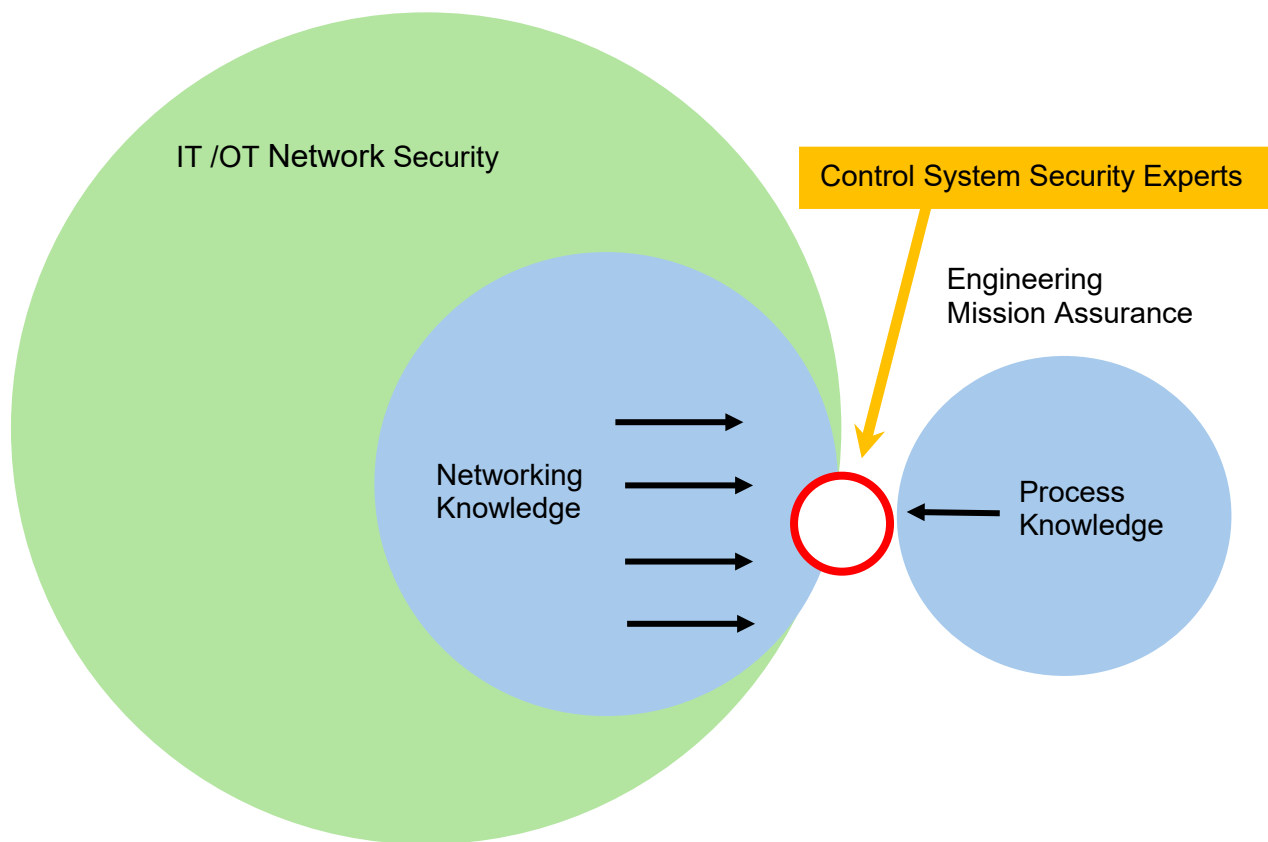 IT /OT Network Security
Control System Security Experts
Engineering
Mission Assurance
Networking
Knowledge
Process
Knowledge